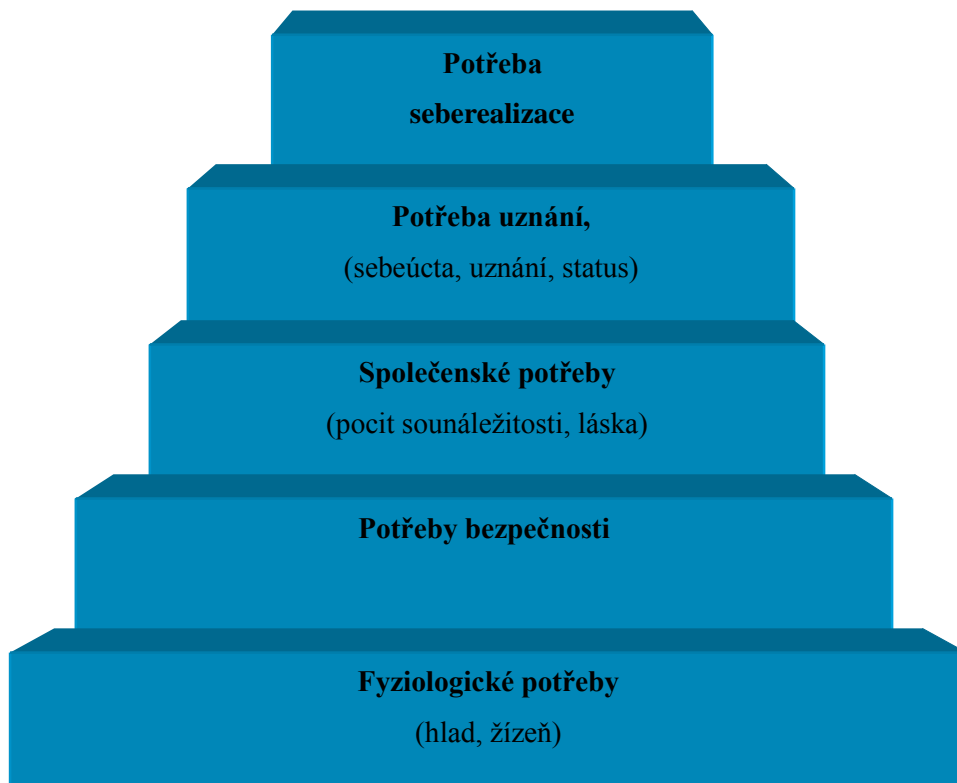 Potřeba
seberealizace
Potřeba uznání,
(sebeúcta, uznání, status)
Společenské potřeby
(pocit sounáležitosti, láska)
Potřeby bezpečnosti
Fyziologické potřeby
(hlad, žízeň)